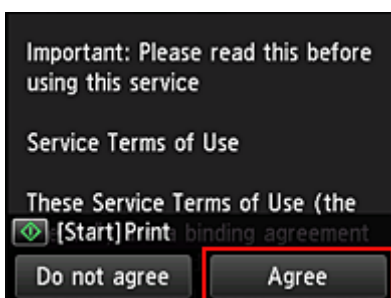 Important: Please read this before
using this service
Service Terms of Use
These Service Terms of Use (the
[Start]Print binding agreement
Do not agree
Agree